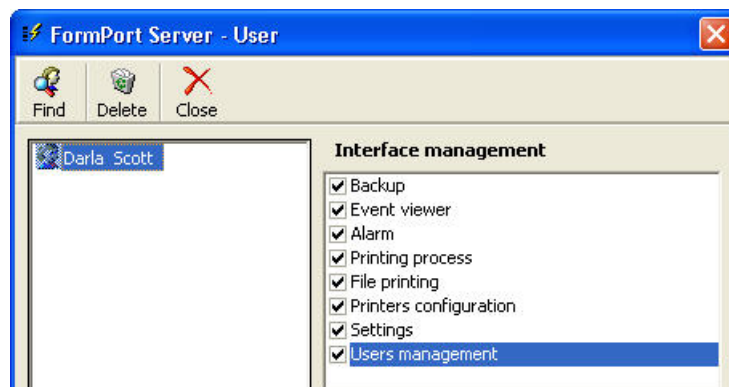 FormPort Server - User
Find Delete Close
Darla Scott
Interface management
Backup
Event viewer
Alarm
Printing process
File printing
Printers configuration
Settings
Users management